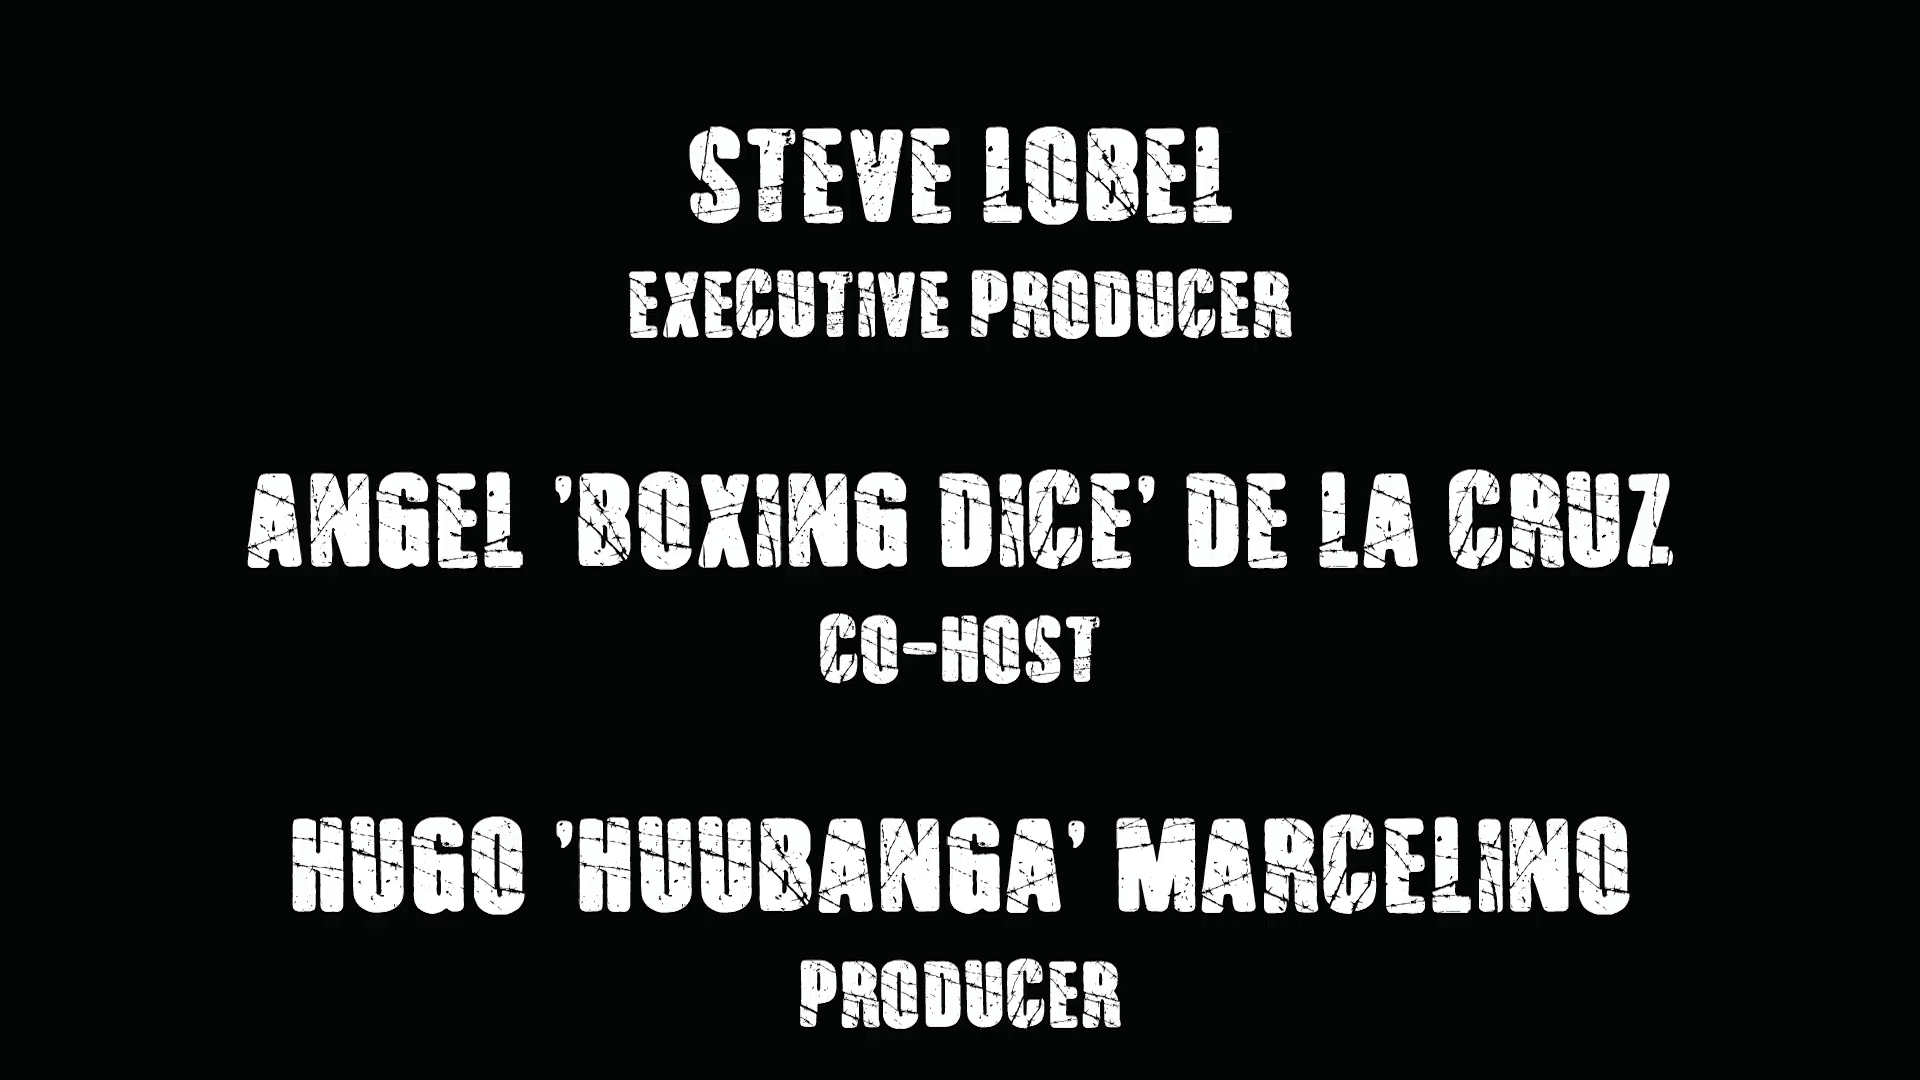 STEVE LOBEL
EXECUTIVE PRODUCER
ANGEL 'BOXING DICE' DE LA CRUZ
CO-HOST
HUGO 'HUUBANGA' MARCELINO
PRODUCER